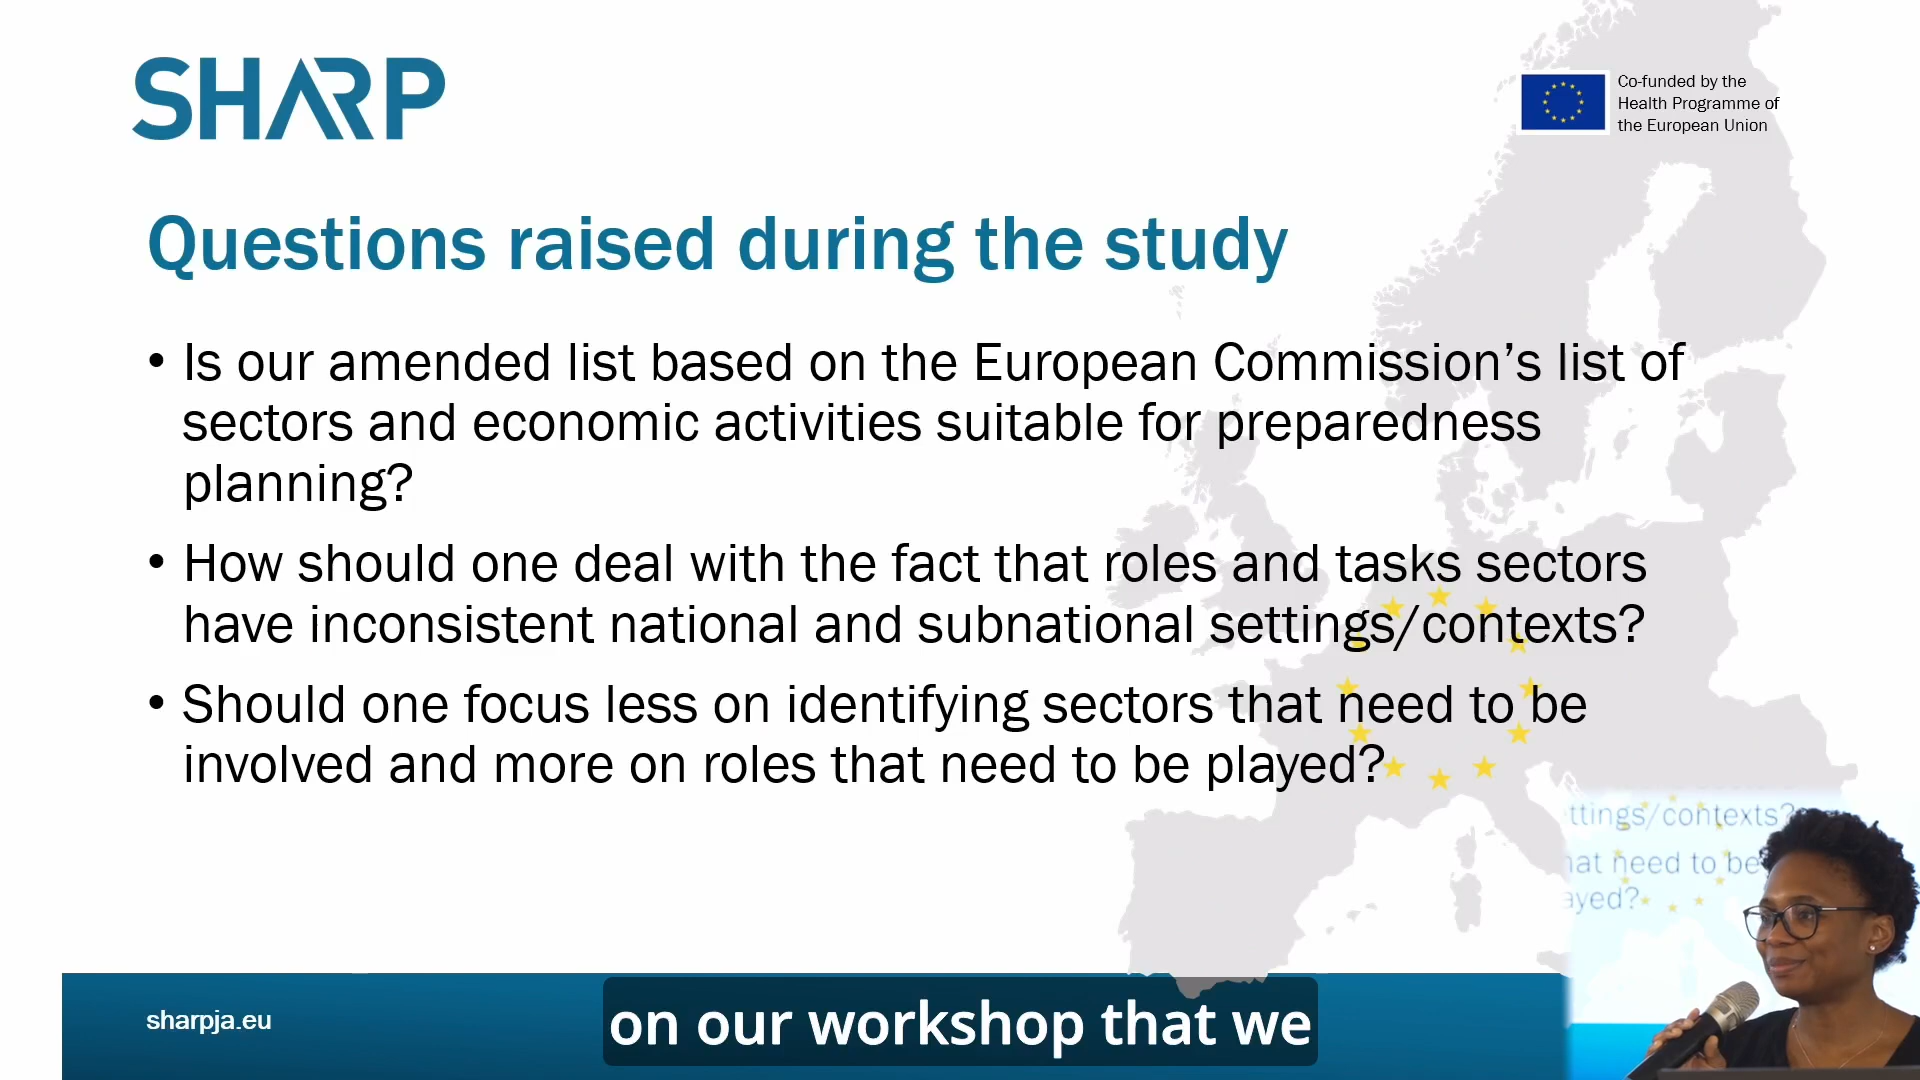 SHARP
Co-funded by the
Health Programme of
the European Union
Questions raised during the study
• Is our amended list based on the European Commission’s list of
sectors and economic activities suitable for preparedness
planning?
• How should one deal with the fact that roles and tasks sectors
have inconsistent national and subnational settings/contexts?
• Should one focus less on identifying sectors that need to be
involved and more on roles that need to be played?
ttings/contexts?
at need to be
ayed?
sharpja.eu
on our workshop that we